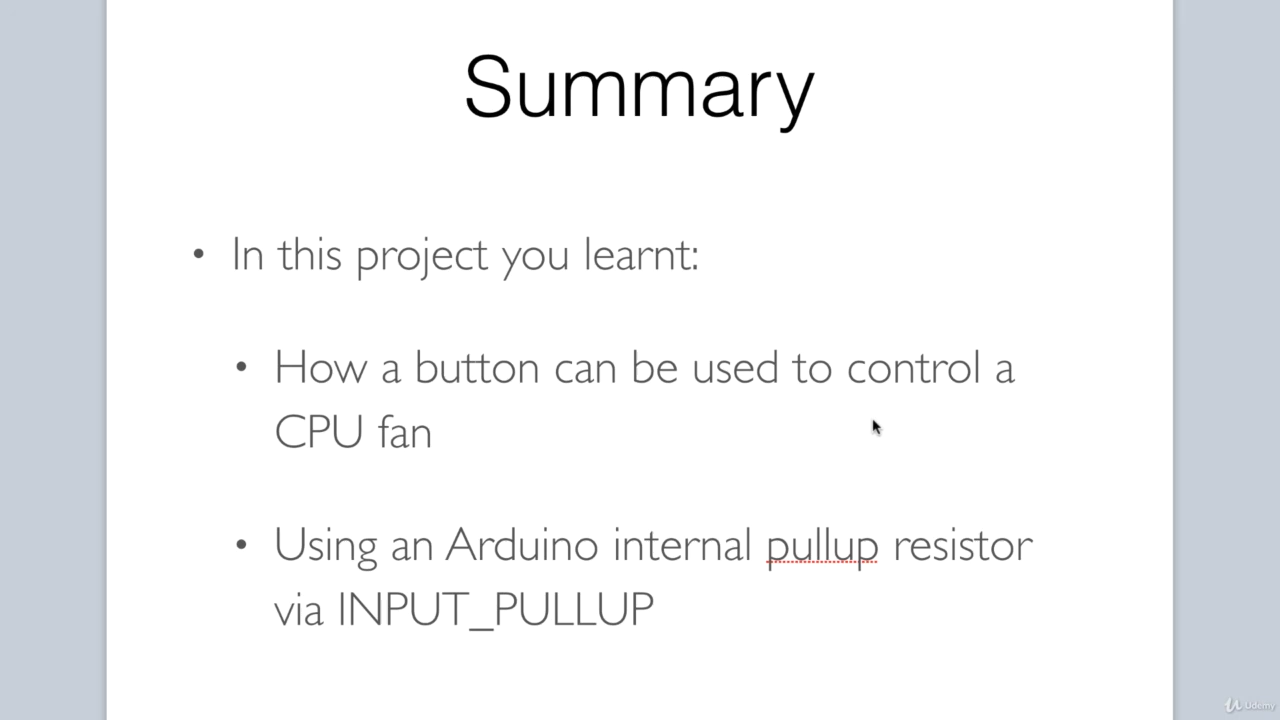 Summary
• In this project you learnt:
• How a button can be used to control a
CPU fan
• Using an Arduino internal pullup resistor
via INPUT_PULLUP
Udemy